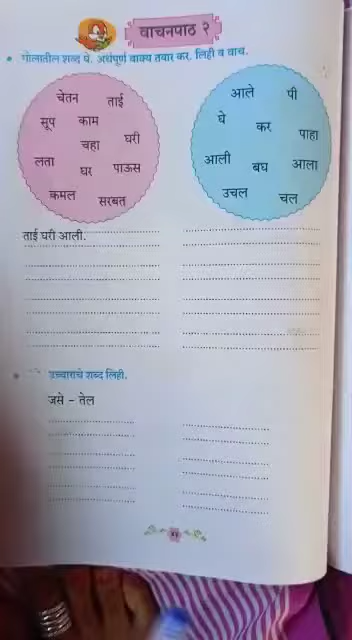 वाचनपाठ २
गोलातील शब्द घे. अर्थपूर्ण वाक्य तयार कर. लिही व वाच.
चेतन ताई
सूप काम
चहा घरी
लता घर पाऊस
कमल सरबत
आले पी
घे कर पाहा
आली बघ आला
उचल चल
ताई घरी आली.
उच्चाराचे शब्द लिही.
जसे - तेल